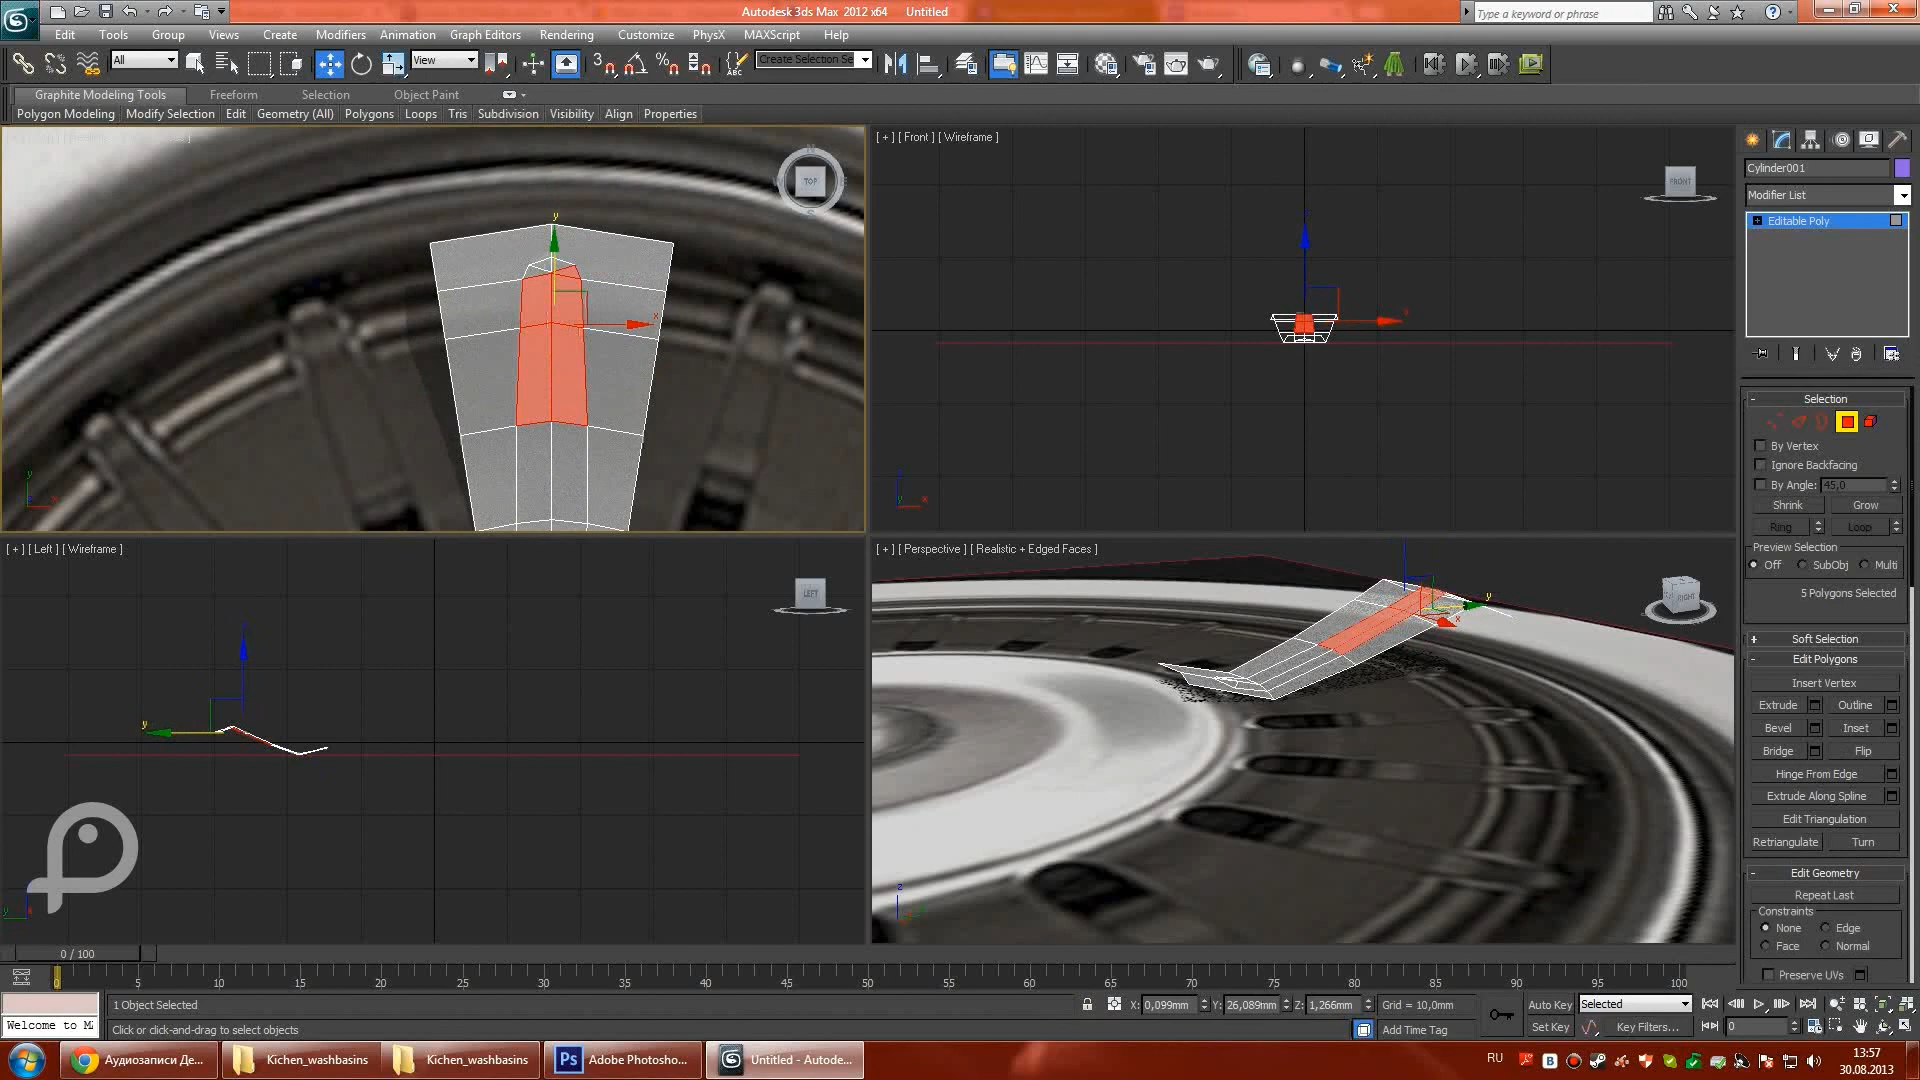 Autodesk 3ds Max 2012 x64 Untitled
Type a keyword or phrase
Edit Tools Group Views Create Modifiers Animation Graph Editors Rendering Customize PhysX MAXScript Help
All
View
3
Create Selection Se
Graphite Modeling Tools Freeform Selection Object Paint
Polygon Modeling Modify Selection Edit Geometry (All) Polygons Loops Tris Subdivision Visibility Align Properties
[ + ] [ Front ] [ Wireframe ]
TOP
FRONT
y
x
Cylinder001
Modifier List
Editable Poly
Selection
By Vertex
Ignore Backfacing
By Angle: 45,0
Shrink Grow
Ring Loop
Preview Selection
Off SubObj Multi
5 Polygons Selected
Soft Selection
Edit Polygons
Insert Vertex
Extrude Outline
Bevel Inset
Bridge Flip
Hinge From Edge
Extrude Along Spline
Edit Triangulation
Retriangulate Turn
Edit Geometry
Repeat Last
Constraints
None Edge
Face Normal
Preserve UVs
[ + ] [ Left ] [ Wireframe ]
LEFT
y
[ + ] [ Perspective ] [ Realistic + Edged Faces ]
RIGHT
y
x
z
0 / 100
0 5 10 15 20 25 30 35 40 45 50 55 60 65 70 75 80 85 90 95 100
1 Object Selected
X: 0,099mm Y: 26,089mm Z: 1,266mm Grid = 10,0mm
Auto Key Selected
Welcome to M
Click or click-and-drag to select objects
Add Time Tag
Set Key Key Filters...
0
Аудиозаписи Де...
Kichen_washbasins
Kichen_washbasins
Ps Adobe Photosho...
Untitled - Autode...
RU
13:57
30.08.2013